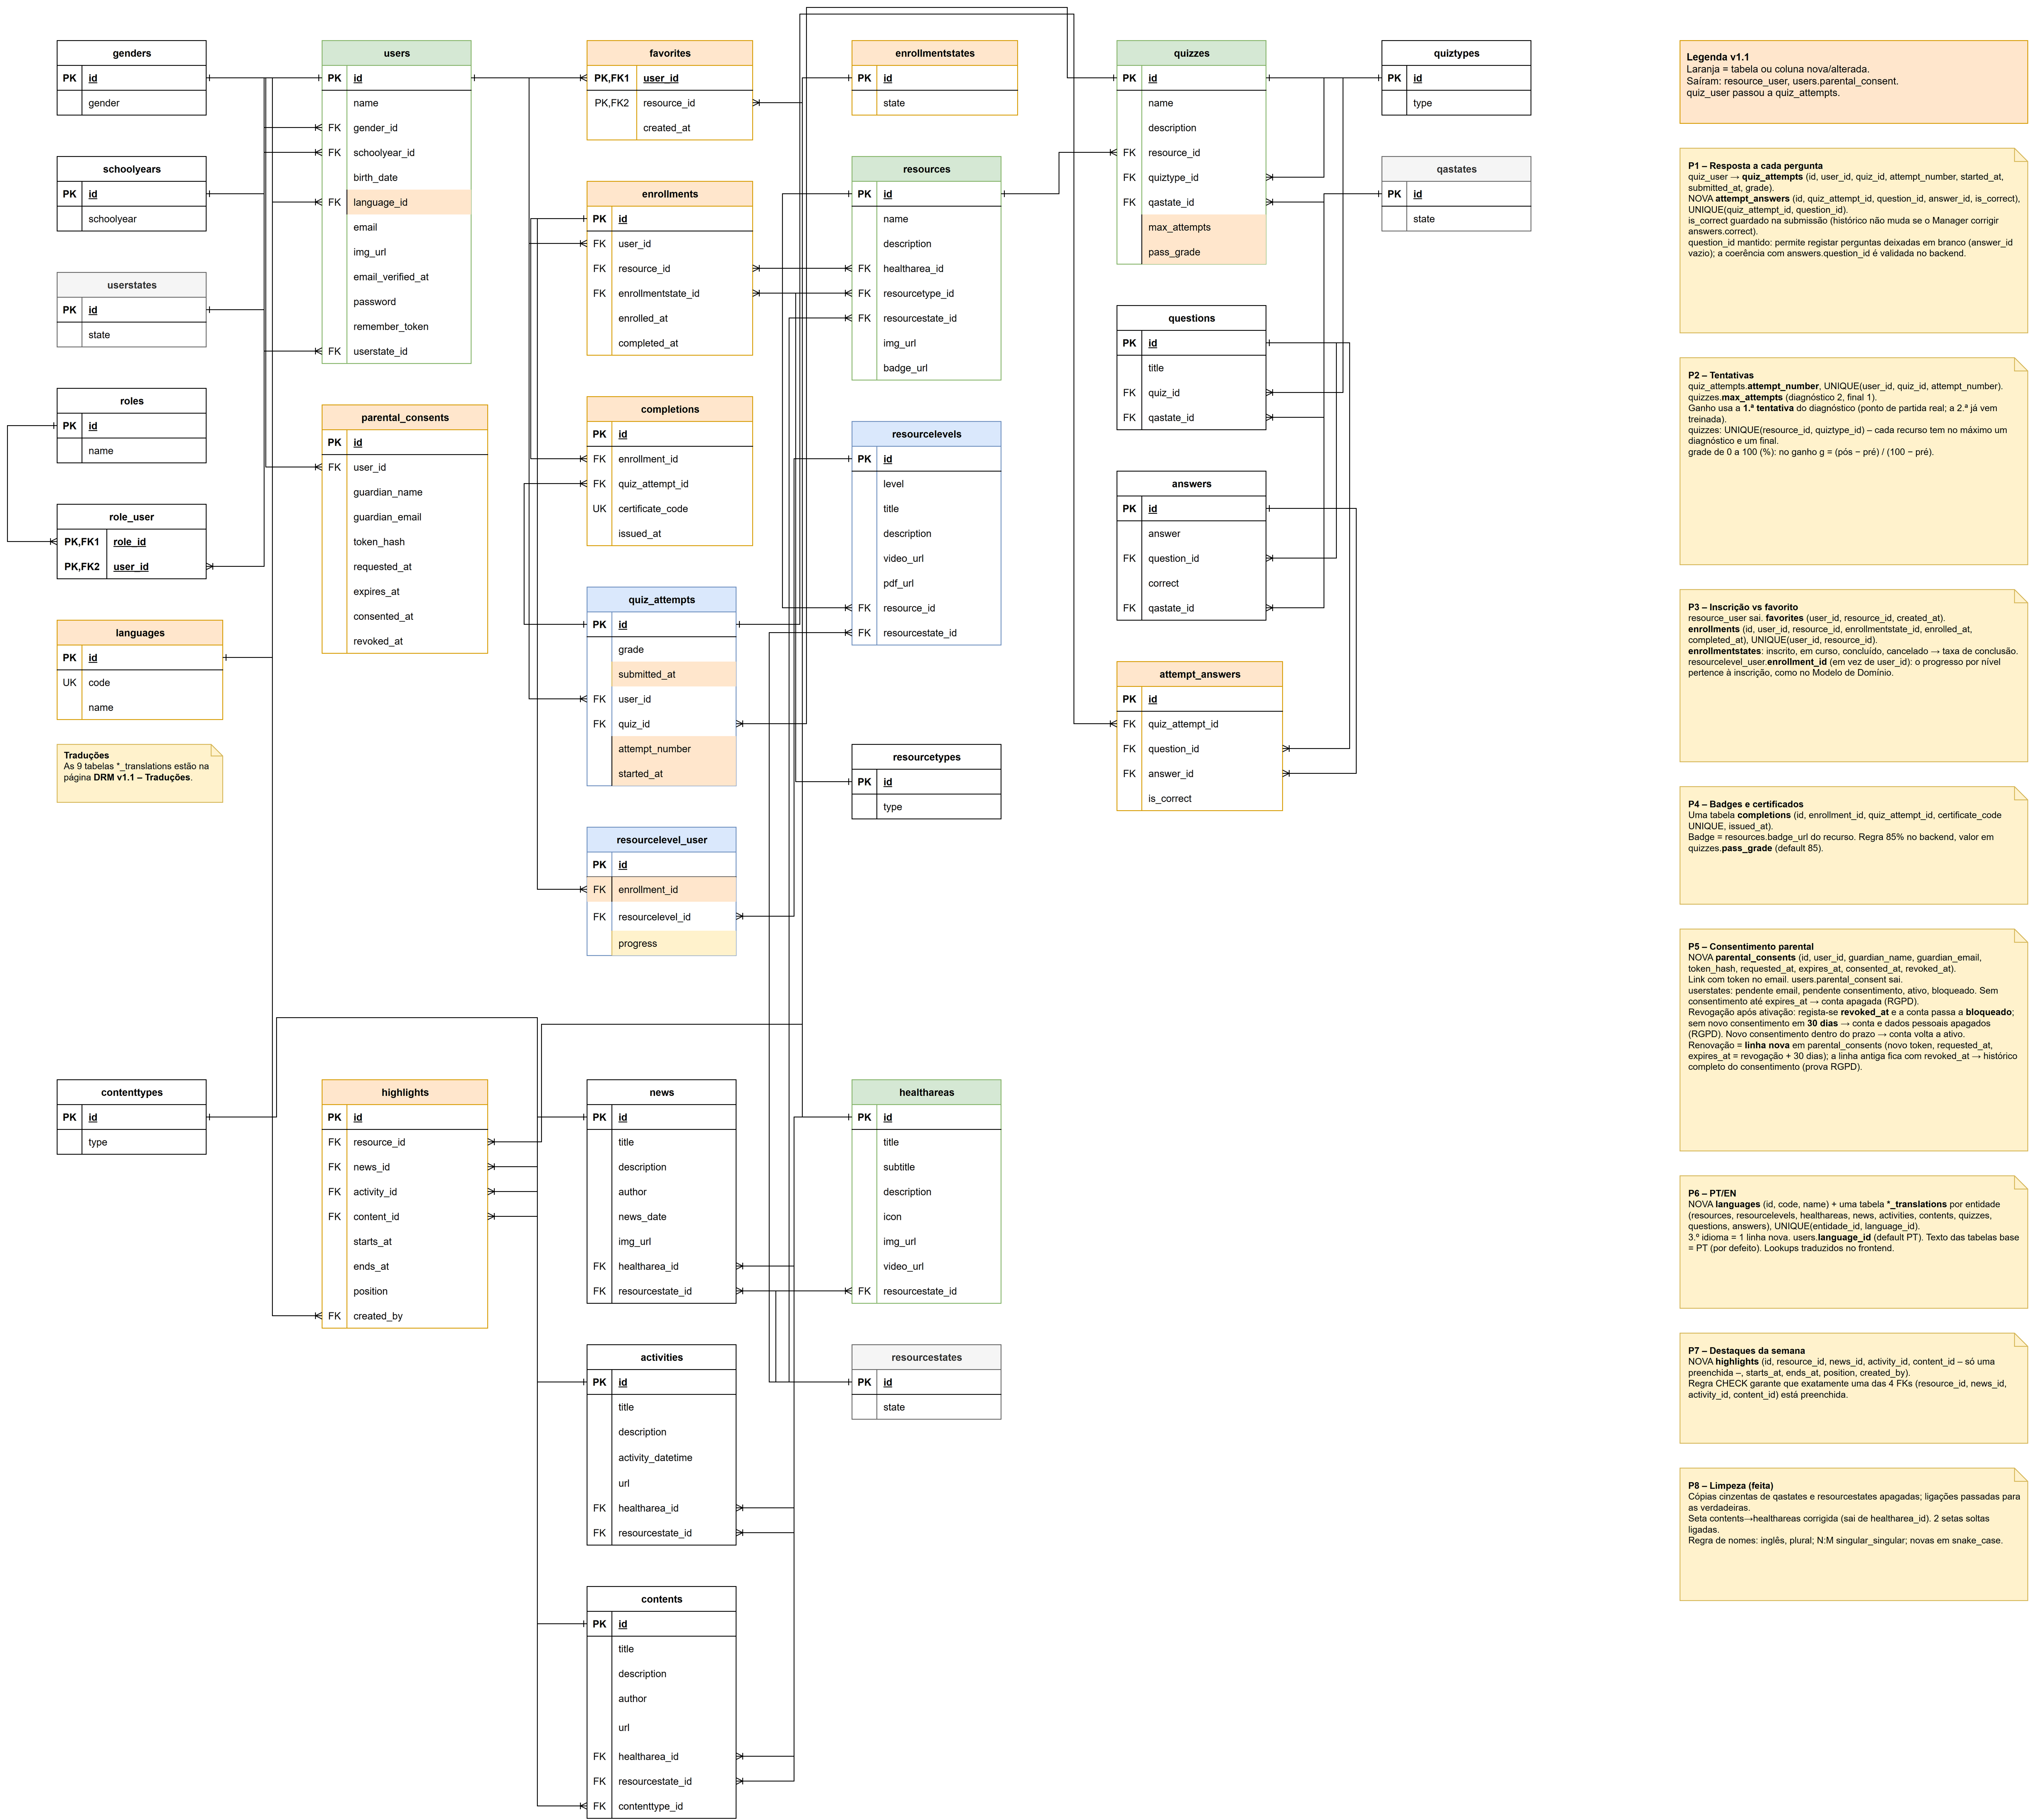 genders
PK id
gender
schoolyears
PK id
schoolyear
userstates
PK id
state
roles
PK id
name
role_user
PK,FK1 role_id
PK,FK2 user_id
languages
PK id
UK code
name
Traduções
As 9 tabelas *_translations estão na
página DRM v1.1 – Traduções.
contenttypes
PK id
type
users
PK id
name
FK gender_id
FK schoolyear_id
birth_date
FK language_id
email
img_url
email_verified_at
password
remember_token
FK userstate_id
parental_consents
PK id
FK user_id
guardian_name
guardian_email
token_hash
requested_at
expires_at
consented_at
revoked_at
highlights
PK id
FK resource_id
FK news_id
FK activity_id
FK content_id
starts_at
ends_at
position
FK created_by
favorites
PK,FK1 user_id
PK,FK2 resource_id
created_at
enrollments
PK id
FK user_id
FK resource_id
FK enrollmentstate_id
enrolled_at
completed_at
completions
PK id
FK enrollment_id
FK quiz_attempt_id
UK certificate_code
issued_at
quiz_attempts
PK id
grade
submitted_at
FK user_id
FK quiz_id
attempt_number
started_at
resourcelevel_user
PK id
FK enrollment_id
FK resourcelevel_id
progress
news
PK id
title
description
author
news_date
img_url
FK healtharea_id
FK resourcestate_id
activities
PK id
title
description
activity_datetime
url
FK healtharea_id
FK resourcestate_id
contents
PK id
title
description
author
url
FK healtharea_id
FK resourcestate_id
FK contenttype_id
enrollmentstates
PK id
state
resources
PK id
name
description
FK healtharea_id
FK resourcetype_id
FK resourcestate_id
img_url
badge_url
resourcelevels
PK id
level
title
description
video_url
pdf_url
FK resource_id
FK resourcestate_id
resourcetypes
PK id
type
healthareas
PK id
title
subtitle
description
icon
img_url
video_url
FK resourcestate_id
resourcestates
PK id
state
quizzes
PK id
name
description
FK resource_id
FK quiztype_id
FK qastate_id
max_attempts
pass_grade
questions
PK id
title
FK quiz_id
FK qastate_id
answers
PK id
answer
FK question_id
correct
FK qastate_id
attempt_answers
PK id
FK quiz_attempt_id
FK question_id
FK answer_id
is_correct
quiztypes
PK id
type
qastates
PK id
state
Legenda v1.1
Laranja = tabela ou coluna nova/alterada.
Saíram: resource_user, users.parental_consent.
quiz_user passou a quiz_attempts.
P1 – Resposta a cada pergunta
quiz_user → quiz_attempts (id, user_id, quiz_id, attempt_number, started_at,
submitted_at, grade).
NOVA attempt_answers (id, quiz_attempt_id, question_id, answer_id, is_correct),
UNIQUE(quiz_attempt_id, question_id).
is_correct guardado na submissão (histórico não muda se o Manager corrigir
answers.correct).
question_id mantido: permite registar perguntas deixadas em branco (answer_id
vazio); a coerência com answers.question_id é validada no backend.
P2 – Tentativas
quiz_attempts.attempt_number, UNIQUE(user_id, quiz_id, attempt_number).
quizzes.max_attempts (diagnóstico 2, final 1).
Ganho usa a 1.ª tentativa do diagnóstico (ponto de partida real; a 2.ª já vem
treinada).
quizzes: UNIQUE(resource_id, quiztype_id) – cada recurso tem no máximo um
diagnóstico e um final.
grade de 0 a 100 (%): no ganho g = (pós − pré) / (100 − pré).
P3 – Inscrição vs favorito
resource_user sai. favorites (user_id, resource_id, created_at).
enrollments (id, user_id, resource_id, enrollmentstate_id, enrolled_at,
completed_at), UNIQUE(user_id, resource_id).
enrollmentstates: inscrito, em curso, concluído, cancelado → taxa de conclusão.
resourcelevel_user.enrollment_id (em vez de user_id): o progresso por nível
pertence à inscrição, como no Modelo de Domínio.
P4 – Badges e certificados
Uma tabela completions (id, enrollment_id, quiz_attempt_id, certificate_code
UNIQUE, issued_at).
Badge = resources.badge_url do recurso. Regra 85% no backend, valor em
quizzes.pass_grade (default 85).
P5 – Consentimento parental
NOVA parental_consents (id, user_id, guardian_name, guardian_email,
token_hash, requested_at, expires_at, consented_at, revoked_at).
Link com token no email. users.parental_consent sai.
userstates: pendente email, pendente consentimento, ativo, bloqueado. Sem
consentimento até expires_at → conta apagada (RGPD).
Revogação após ativação: regista-se revoked_at e a conta passa a bloqueado;
sem novo consentimento em 30 dias → conta e dados pessoais apagados
(RGPD). Novo consentimento dentro do prazo → conta volta a ativo.
Renovação = linha nova em parental_consents (novo token, requested_at,
expires_at = revogação + 30 dias); a linha antiga fica com revoked_at → histórico
completo do consentimento (prova RGPD).
P6 – PT/EN
NOVA languages (id, code, name) + uma tabela *_translations por entidade
(resources, resourcelevels, healthareas, news, activities, contents, quizzes,
questions, answers), UNIQUE(entidade_id, language_id).
3.º idioma = 1 linha nova. users.language_id (default PT). Texto das tabelas base
= PT (por defeito). Lookups traduzidos no frontend.
P7 – Destaques da semana
NOVA highlights (id, resource_id, news_id, activity_id, content_id – só uma
preenchida –, starts_at, ends_at, position, created_by).
Regra CHECK garante que exatamente uma das 4 FKs (resource_id, news_id,
activity_id, content_id) está preenchida.
P8 – Limpeza (feita)
Cópias cinzentas de qastates e resourcestates apagadas; ligações passadas para
as verdadeiras.
Seta contents→healthareas corrigida (sai de healtharea_id). 2 setas soltas
ligadas.
Regra de nomes: inglês, plural; N:M singular_singular; novas em snake_case.